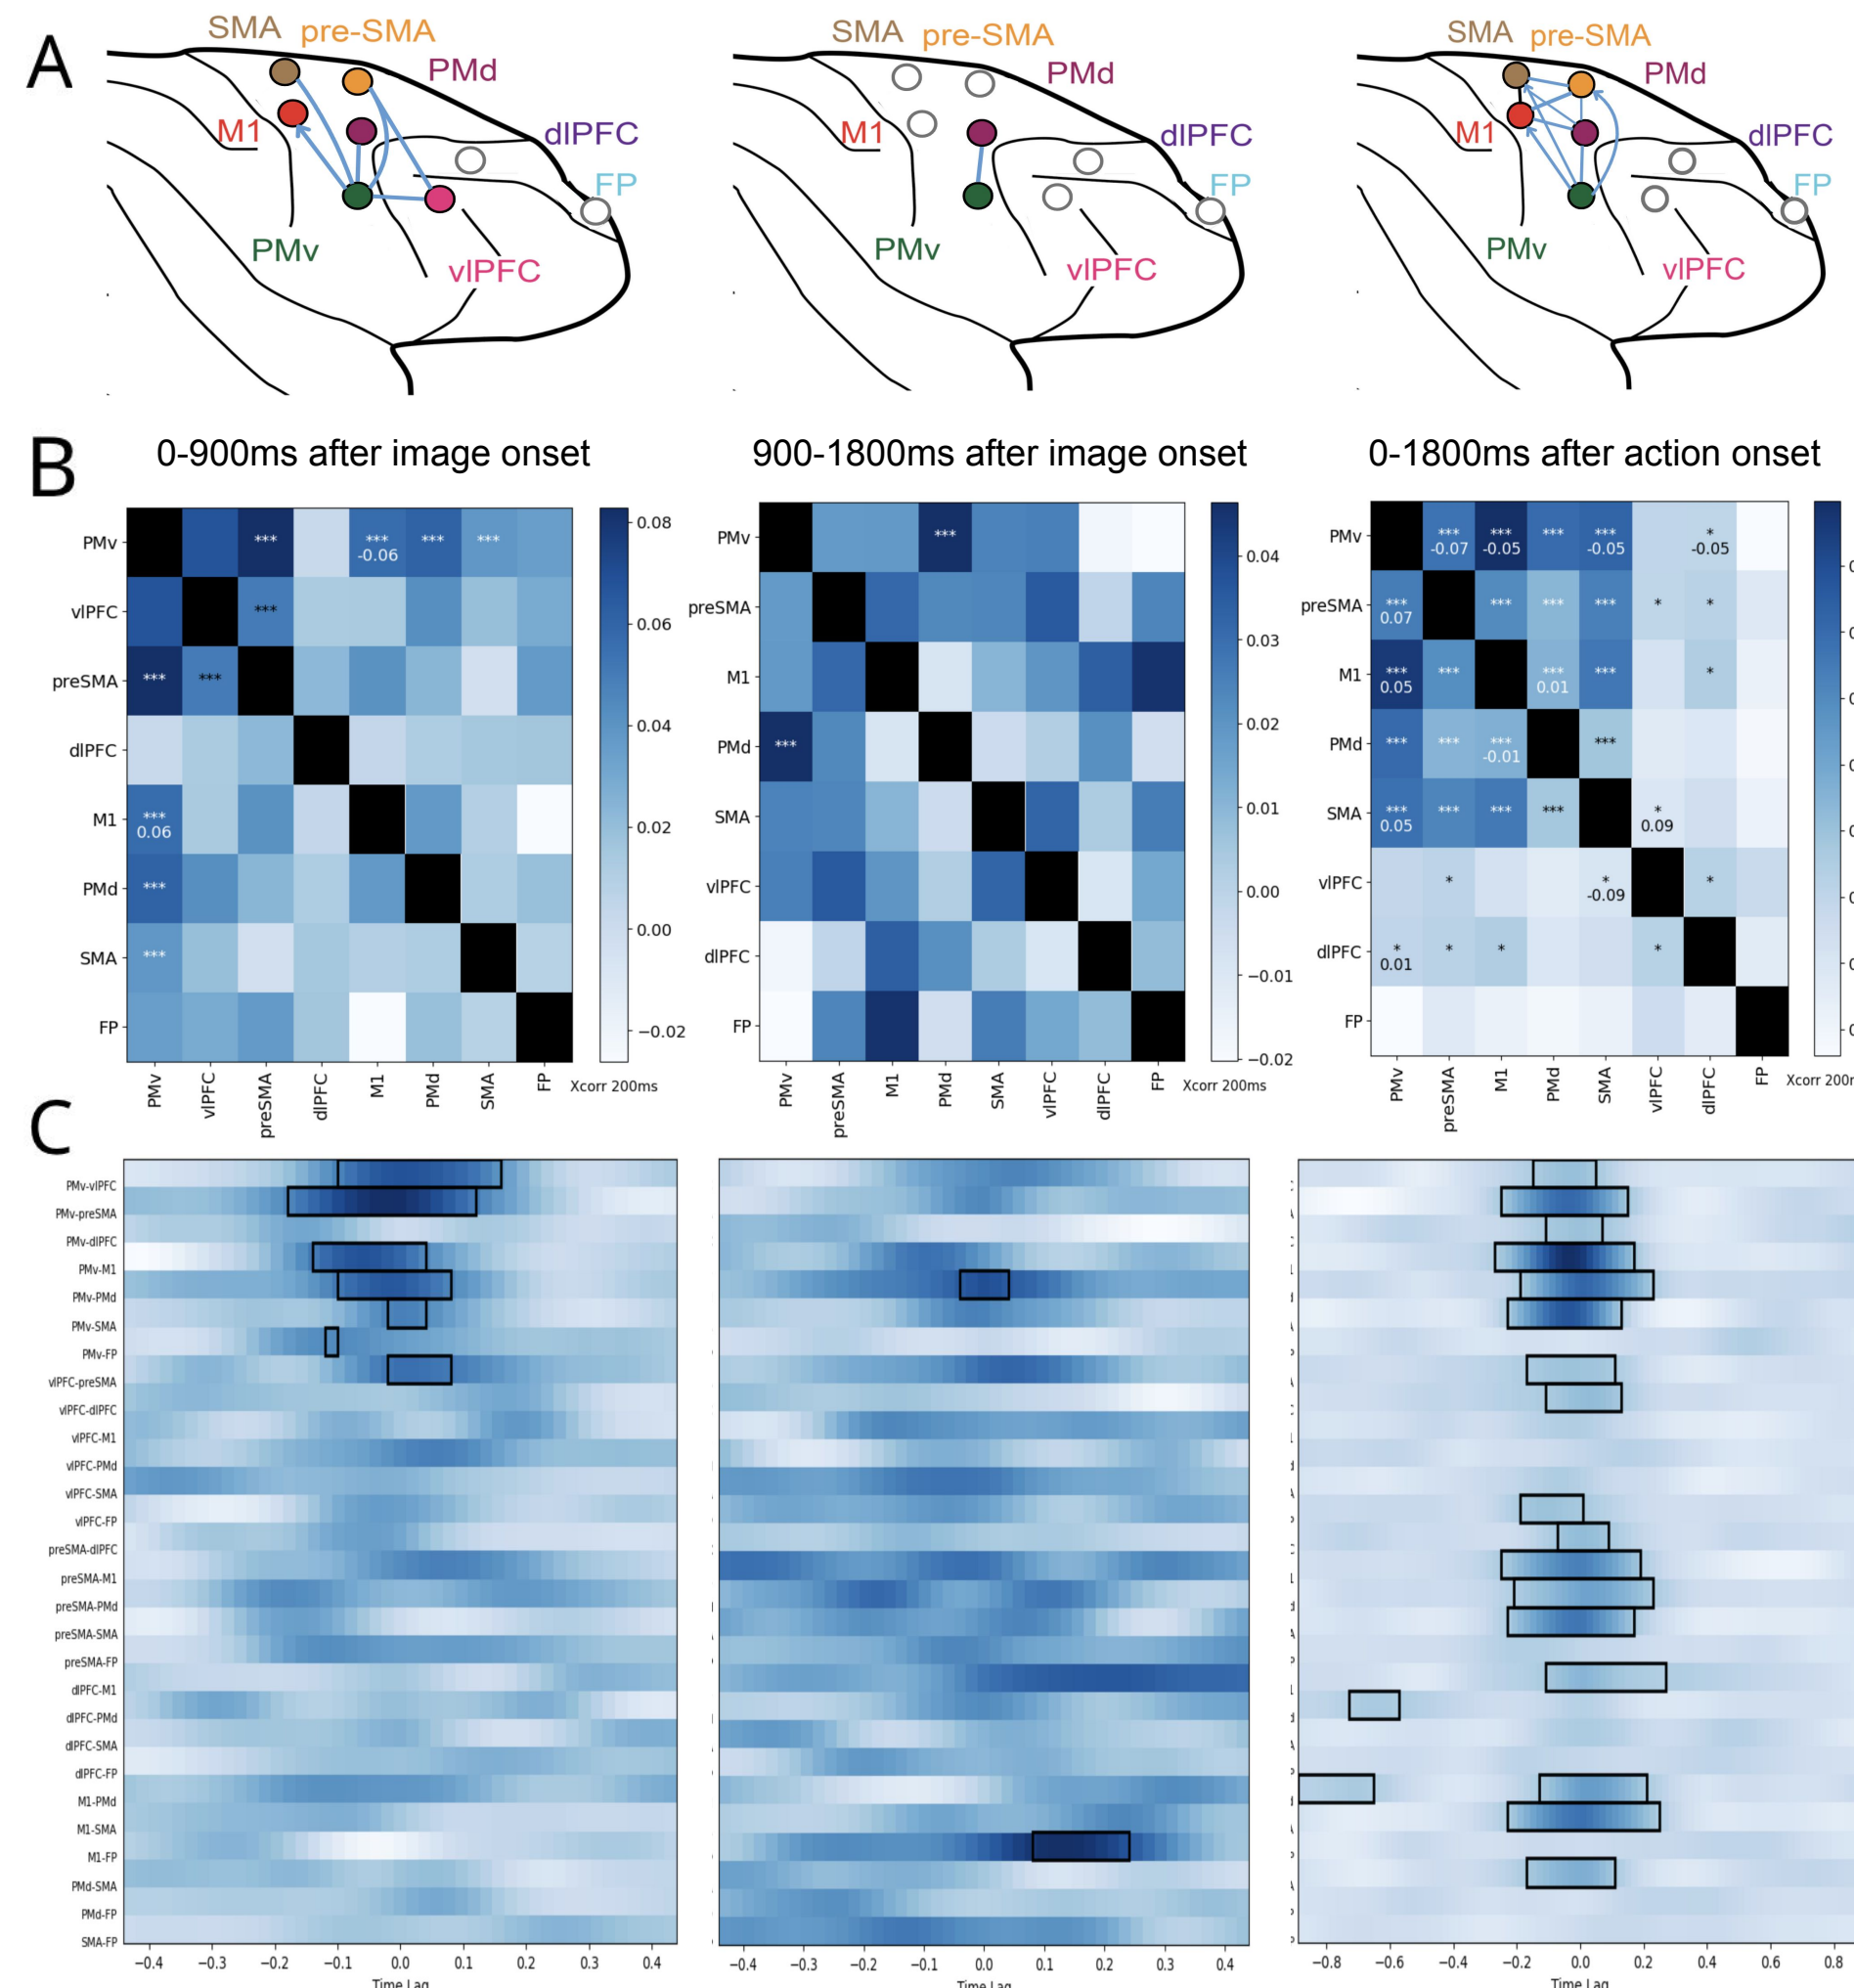 A
SMA pre-SMA
PMd
M1
dlPFC
FP
PMv
vlPFC
SMA pre-SMA
PMd
M1
dlPFC
FP
PMv
vlPFC
SMA pre-SMA
PMd
M1
dlPFC
FP
PMv
vlPFC
B
0-900ms after image onset
PMv *** *** *** ***
-0.06
vlPFC ***
preSMA *** ***
dlPFC
M1 ***
0.06
PMd ***
SMA ***
FP
PMv vlPFC preSMA dlPFC M1 PMd SMA FP
0.08
0.06
0.04
0.02
0.00
−0.02
Xcorr 200ms
900-1800ms after image onset
PMv ***
preSMA
M1
PMd ***
SMA
vlPFC
dlPFC
FP
PMv preSMA M1 PMd SMA vlPFC dlPFC FP
0.04
0.03
0.02
0.01
0.00
−0.01
−0.02
Xcorr 200ms
0-1800ms after action onset
PMv *** *** *** *** *
-0.07 -0.05 -0.05 -0.05
preSMA *** *** *** *** * *
0.07
M1 *** *** *** *** *
0.05 0.01
PMd *** *** *** ***
-0.01
SMA *** *** *** *** *
0.05 0.09
vlPFC * * *
-0.09
dlPFC * * * *
0.01
FP
PMv preSMA M1 PMd SMA vlPFC dlPFC FP
Xcorr 200m
C
PMv-vlPFC
PMv-preSMA
PMv-dlPFC
PMv-M1
PMv-PMd
PMv-SMA
PMv-FP
vlPFC-preSMA
vlPFC-dlPFC
vlPFC-M1
vlPFC-PMd
vlPFC-SMA
vlPFC-FP
preSMA-dlPFC
preSMA-M1
preSMA-PMd
preSMA-SMA
preSMA-FP
dlPFC-M1
dlPFC-PMd
dlPFC-SMA
dlPFC-FP
M1-PMd
M1-SMA
M1-FP
PMd-SMA
PMd-FP
SMA-FP
−0.4 −0.3 −0.2 −0.1 0.0 0.1 0.2 0.3 0.4
Time Lag
−0.4 −0.3 −0.2 −0.1 0.0 0.1 0.2 0.3 0.4
Time Lag
−0.8 −0.6 −0.4 −0.2 0.0 0.2 0.4 0.6 0.8
Time Lag